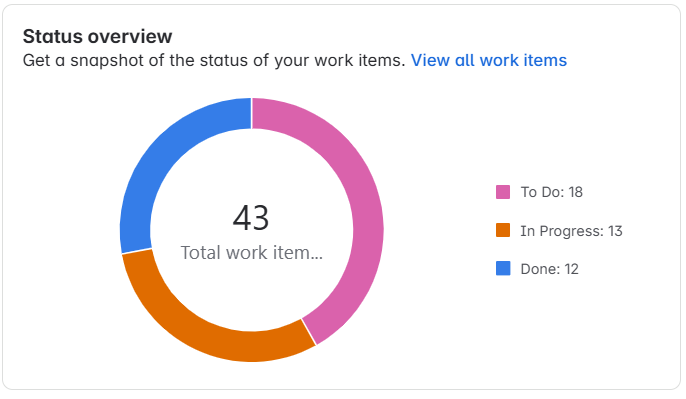 Status overview
Get a snapshot of the status of your work items. View all work items
43
Total work item...
To Do: 18
In Progress: 13
Done: 12